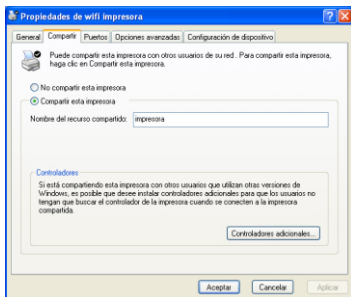 Propiedades de wifi impresora
General Compartir Puertos Opciones avanzadas Configuración de dispositivo
Puede compartir esta impresora con otros usuarios de su red. Para compartir esta impresora,
haga clic en Compartir esta impresora.
No compartir esta impresora
Compartir esta impresora
Nombre del recurso compartido: impresora
Controladores
Si está compartiendo esta impresora con otros usuarios que utilizan otras versiones de
Windows, es posible que desee instalar controladores adicionales para que los usuarios no
tengan que buscar el controlador de la impresora cuando se conecten a la impresora
compartida.
Controladores adicionales...
Aceptar Cancelar Aplicar